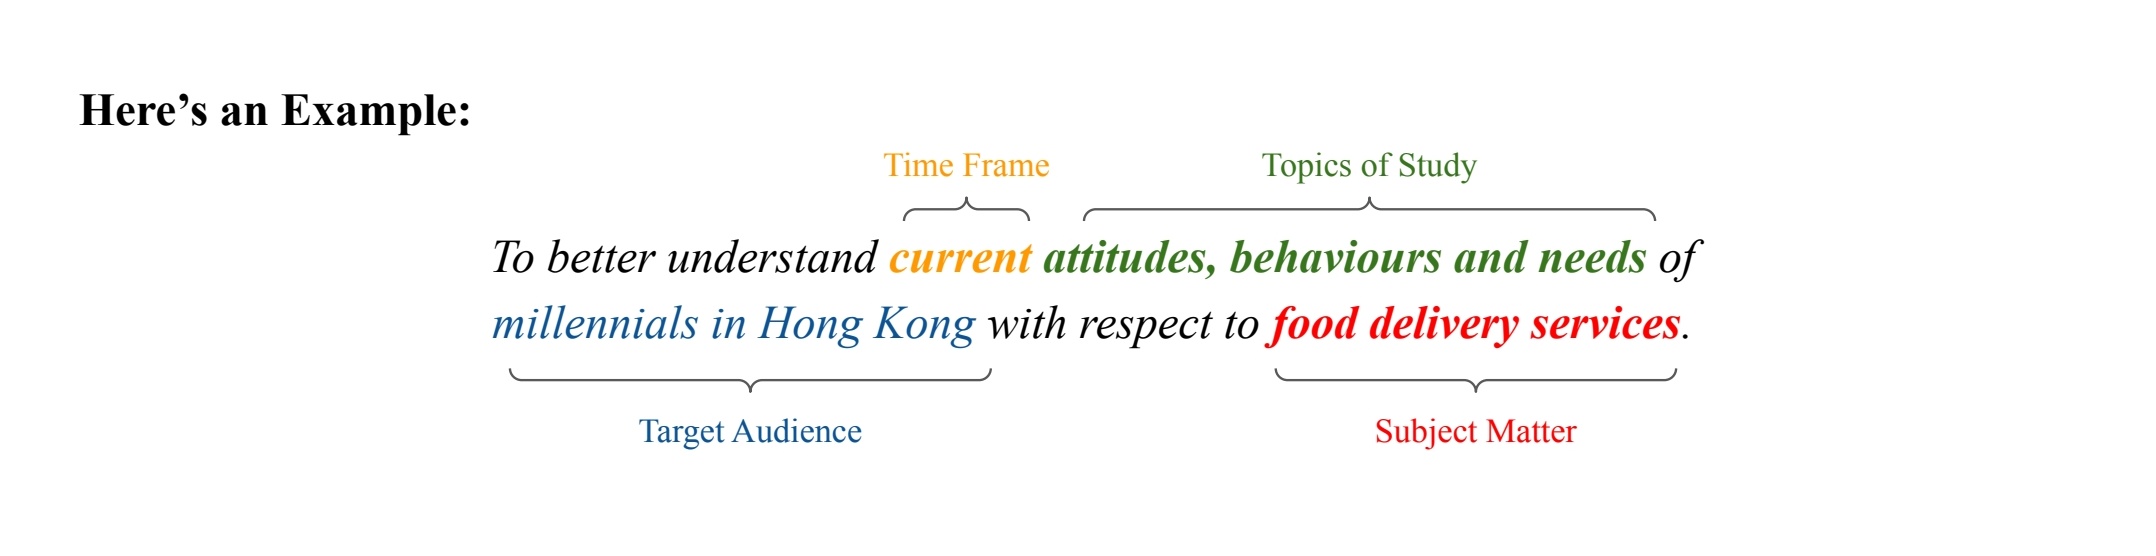 Here’s an Example:
Time Frame
Topics of Study
To better understand current attitudes, behaviours and needs of
millennials in Hong Kong with respect to food delivery services.
Target Audience
Subject Matter